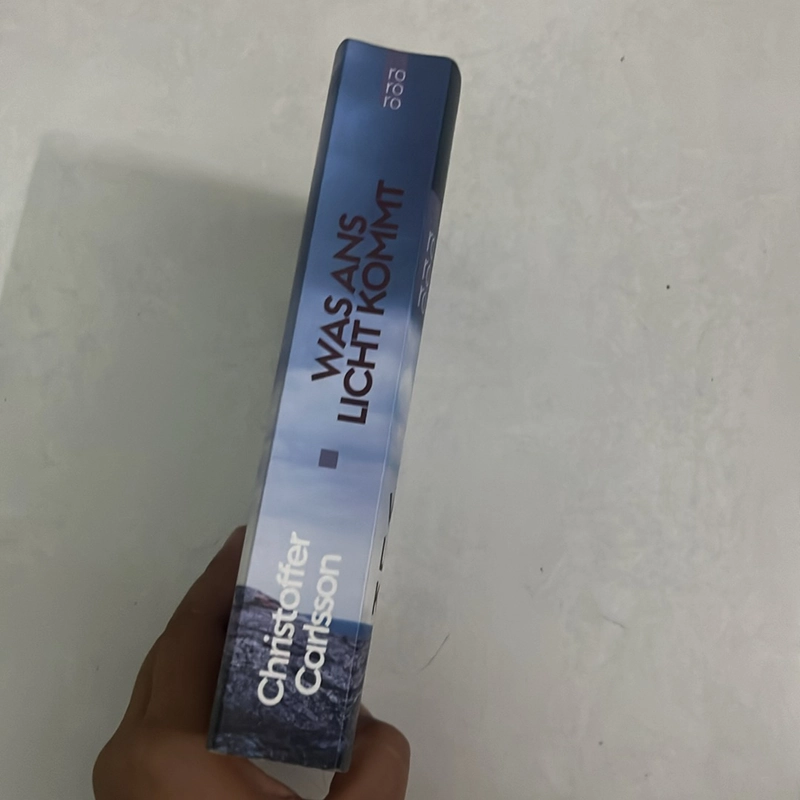 Christoffer
Carlsson
WAS ANS
LICHT KOMMT
rororo